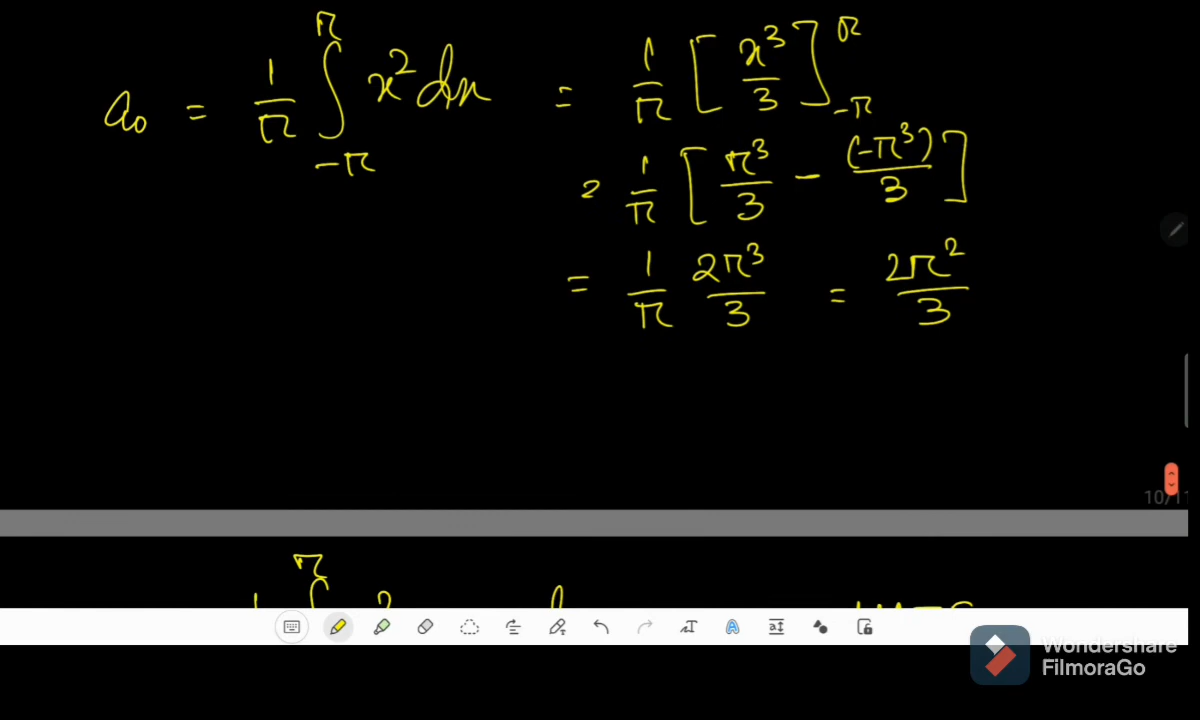 a₀ = 1/π ∫_{-π}^{π} x² dx = 1/π [x³/3]_{-π}^{π}
= 1/π [π³/3 - (-π³)/3]
= 1/π 2π³/3 = 2π²/3
10/11
π
Wondershare
FilmoraGo